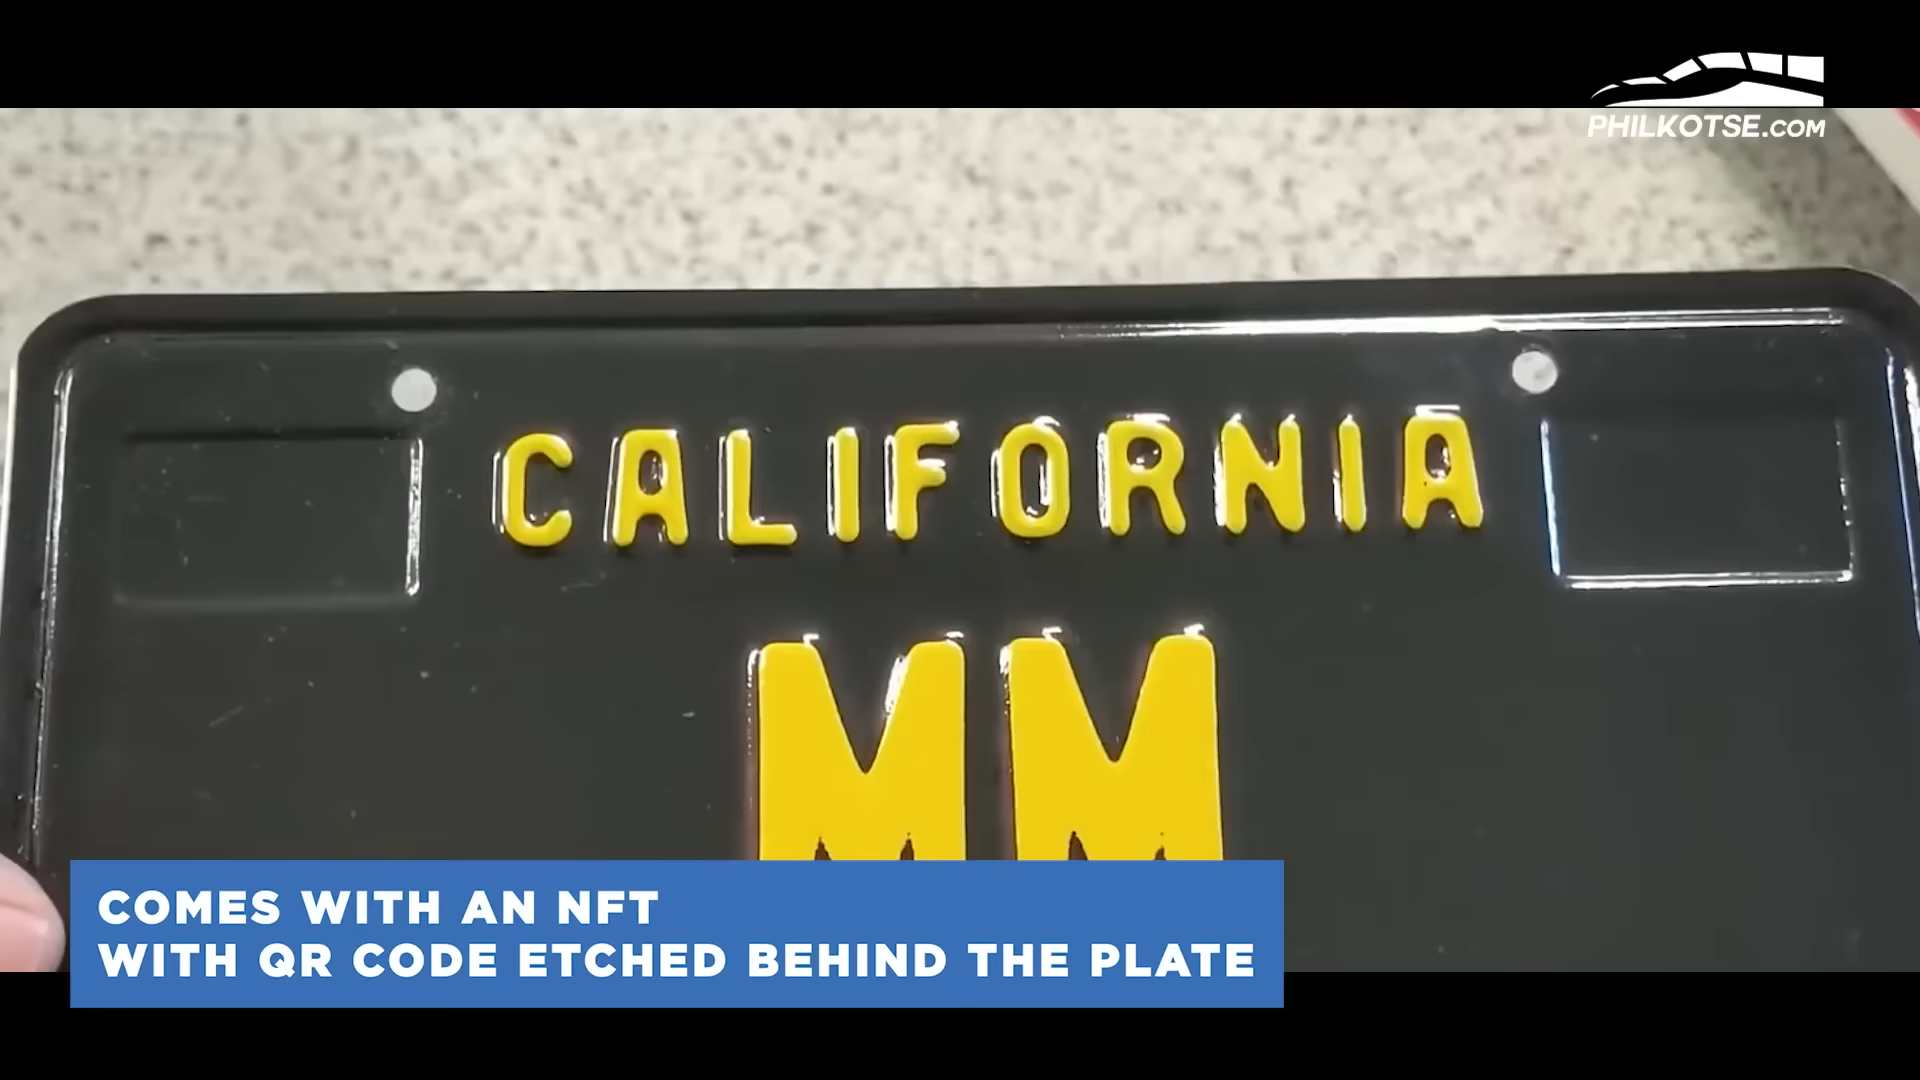 PHILKOTSE.COM
CALIFORNIA
MM
COMES WITH AN NFT
WITH QR CODE ETCHED BEHIND THE PLATE